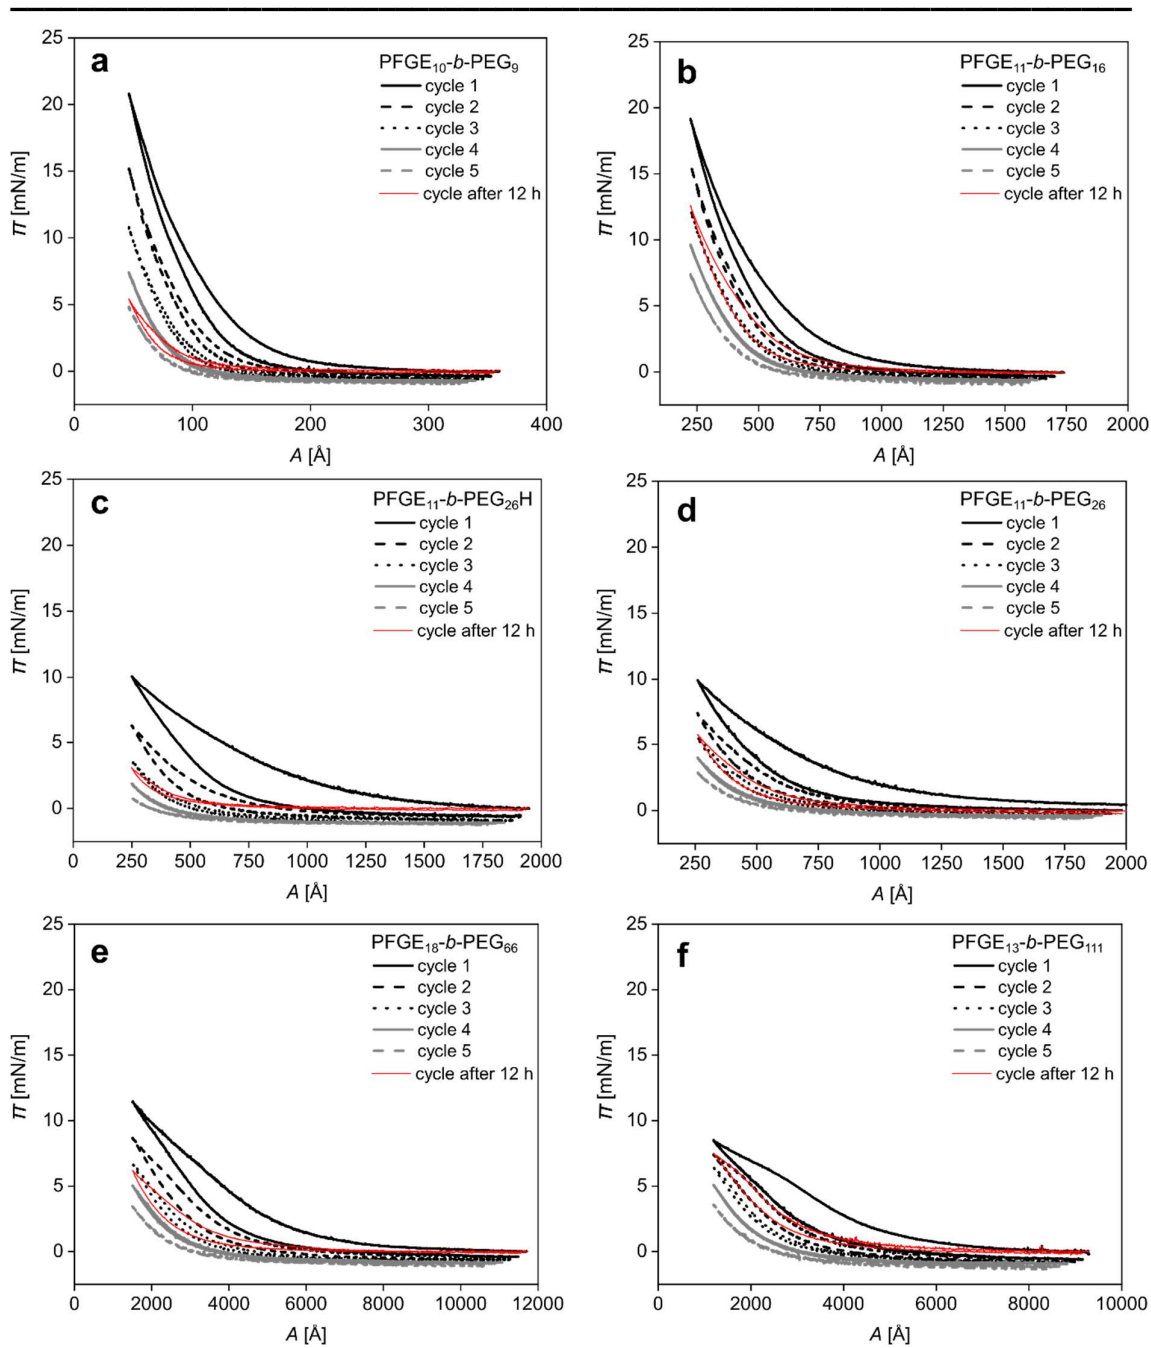 a
PFGE10-b-PEG9
cycle 1
cycle 2
cycle 3
cycle 4
cycle 5
cycle after 12 h
25
20
15
10
5
0
π [mN/m]
0 100 200 300 400
A [Å]
b
PFGE11-b-PEG16
cycle 1
cycle 2
cycle 3
cycle 4
cycle 5
cycle after 12 h
25
20
15
10
5
0
π [mN/m]
250 500 750 1000 1250 1500 1750 2000
A [Å]
c
PFGE11-b-PEG26H
cycle 1
cycle 2
cycle 3
cycle 4
cycle 5
cycle after 12 h
25
20
15
10
5
0
π [mN/m]
0 250 500 750 1000 1250 1500 1750 2000
A [Å]
d
PFGE11-b-PEG26
cycle 1
cycle 2
cycle 3
cycle 4
cycle 5
cycle after 12 h
25
20
15
10
5
0
π [mN/m]
250 500 750 1000 1250 1500 1750 2000
A [Å]
e
PFGE18-b-PEG66
cycle 1
cycle 2
cycle 3
cycle 4
cycle 5
cycle after 12 h
25
20
15
10
5
0
π [mN/m]
0 2000 4000 6000 8000 10000 12000
A [Å]
f
PFGE13-b-PEG111
cycle 1
cycle 2
cycle 3
cycle 4
cycle 5
cycle after 12 h
25
20
15
10
5
0
π [mN/m]
0 2000 4000 6000 8000 10000
A [Å]